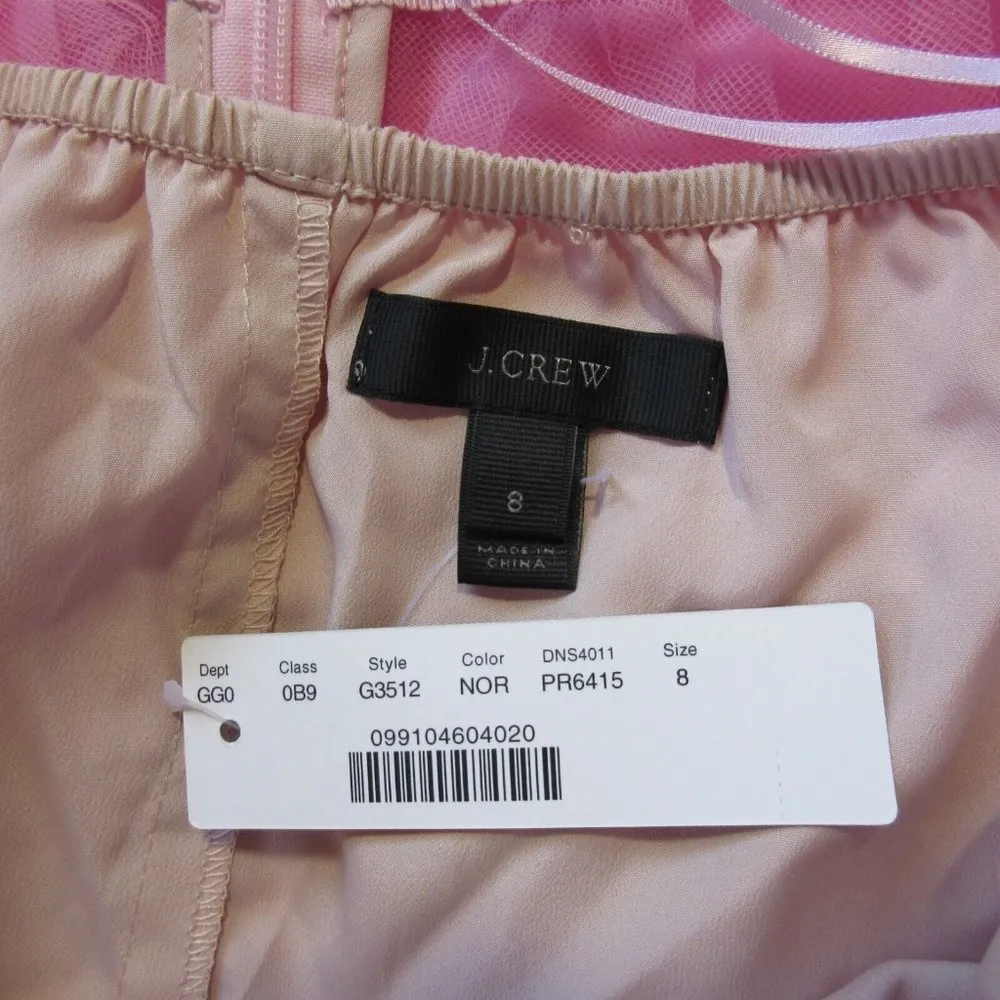 J.CREW
8
MADE IN
CHINA
Dept Class Style Color DNS4011 Size
GG0 0B9 G3512 NOR PR6415 8
099104604020